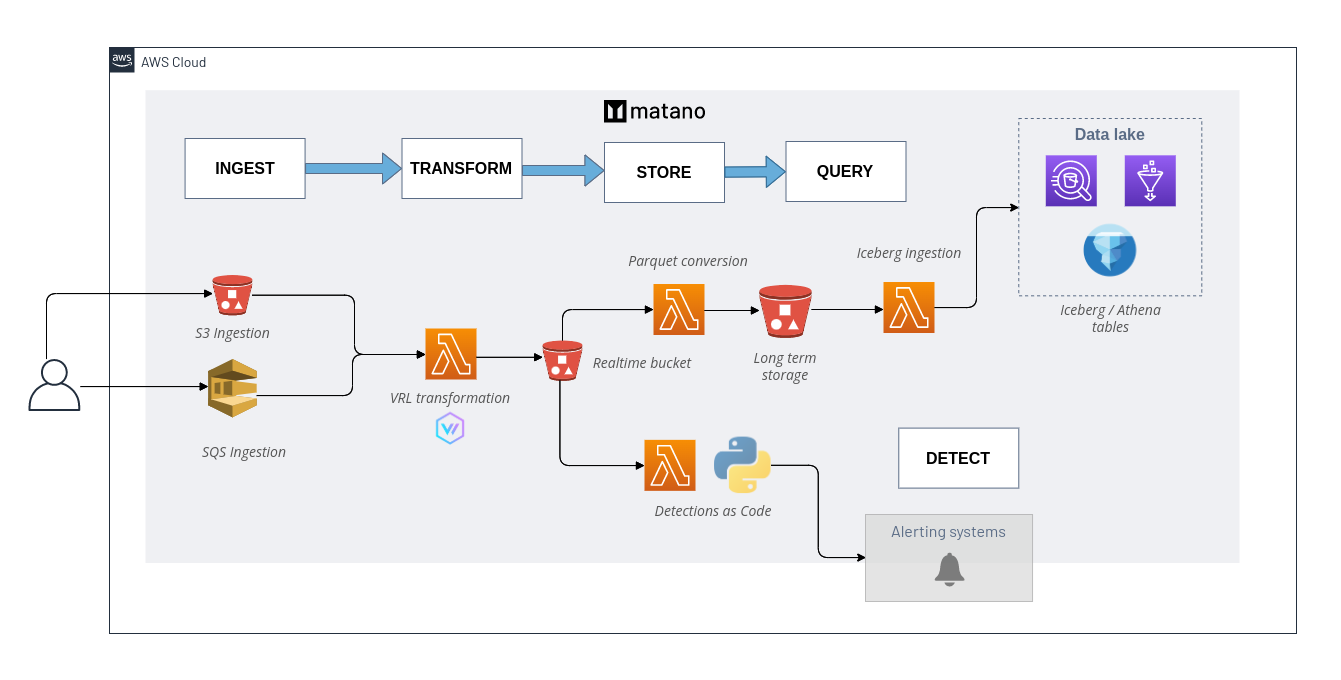 aws
AWS Cloud
matano
INGEST
TRANSFORM
STORE
QUERY
Data lake
Iceberg / Athena
tables
Iceberg ingestion
Parquet conversion
S3 Ingestion
SQS Ingestion
VRL transformation
Realtime bucket
Long term
storage
Detections as Code
DETECT
Alerting systems